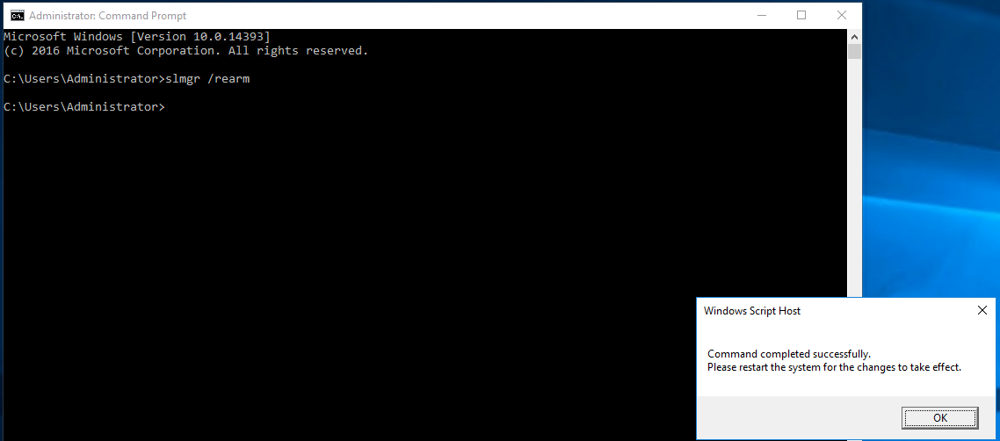 Administrator: Command Prompt
Microsoft Windows [Version 10.0.14393]
(c) 2016 Microsoft Corporation. All rights reserved.
C:\Users\Administrator>slmgr /rearm
C:\Users\Administrator>
Windows Script Host
Command completed successfully.
Please restart the system for the changes to take effect.
OK